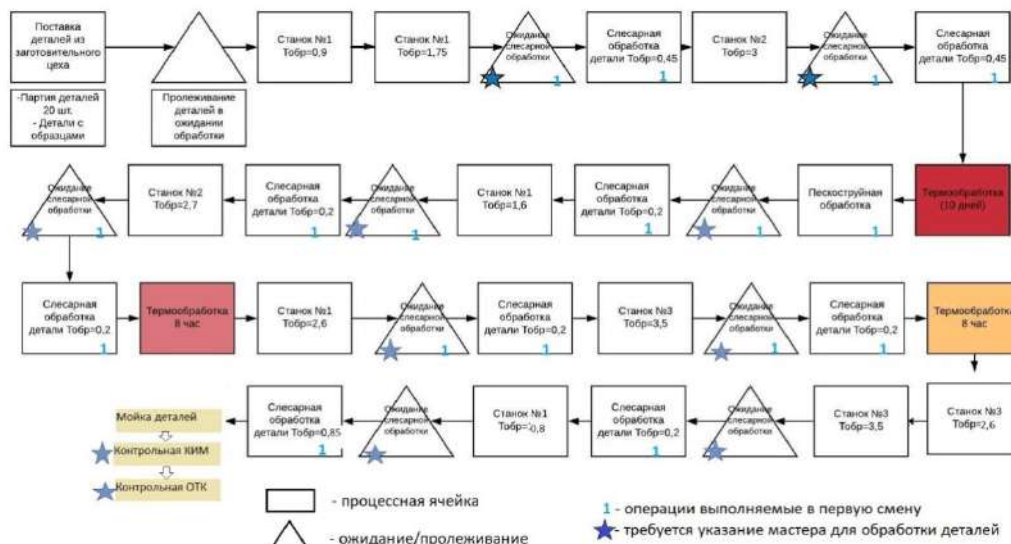 Поставка
деталей из
заготовительного
цеха
Станок №1
Тобр=0,9
Станок №1
Тобр=1,75
Ожидание
слесарной
обработки
1
Слесарная
обработка
детали Тобр=0,45
1
Станок №2
Тобр=3
Ожидание
слесарной
обработки
1
Слесарная
обработка
детали Тобр=0,45
1
-Партия деталей
20 шт.
- Детали с
образцами
Пролеживание
деталей в
ожидании
обработки
Ожидание
слесарной
обработки
1
Станок №2
Тобр=2,7
Слесарная
обработка
детали Тобр=0,2
1
Ожидание
слесарной
обработки
1
Станок №1
Тобр=1,6
Слесарная
обработка
детали Тобр=0,2
1
Ожидание
слесарной
обработки
1
Пескоструйная
обработка
1
Термообработка
(10 дней)
Слесарная
обработка
детали Тобр=0,2
1
Термообработка
8 час
Станок №1
Тобр=2,6
Ожидание
слесарной
обработки
1
Слесарная
обработка
детали Тобр=0,2
1
Станок №3
Тобр=3,5
Ожидание
слесарной
обработки
1
Слесарная
обработка
детали Тобр=0,2
1
Термообработка
8 час
Мойка деталей
Контрольная КИМ
Контрольная ОТК
Слесарная
обработка
детали Тобр=0,85
1
Ожидание
слесарной
обработки
Станок №1
Тобр=0,8
Слесарная
обработка
детали Тобр=0,2
1
Ожидание
слесарной
обработки
Станок №3
Тобр=3,5
Станок №3
Тобр=2,6
- процессная ячейка
- ожидание/пролеживание
1 - операции выполняемые в первую смену
- требуется указание мастера для обработки деталей